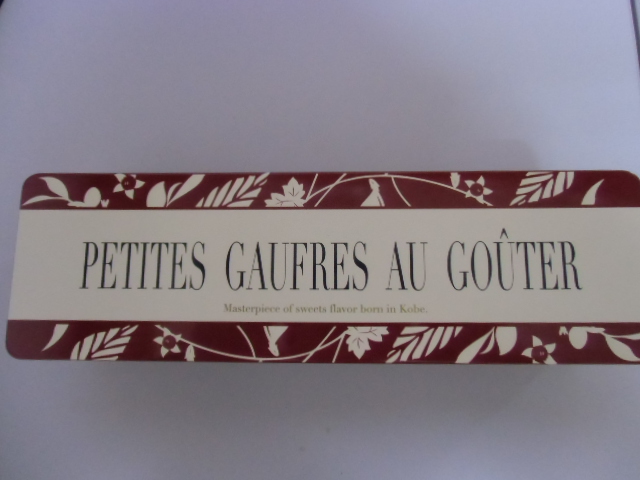 PETITES GAUFRES AU GOÛTER
Masterpiece of sweets flavor born in Kobe.